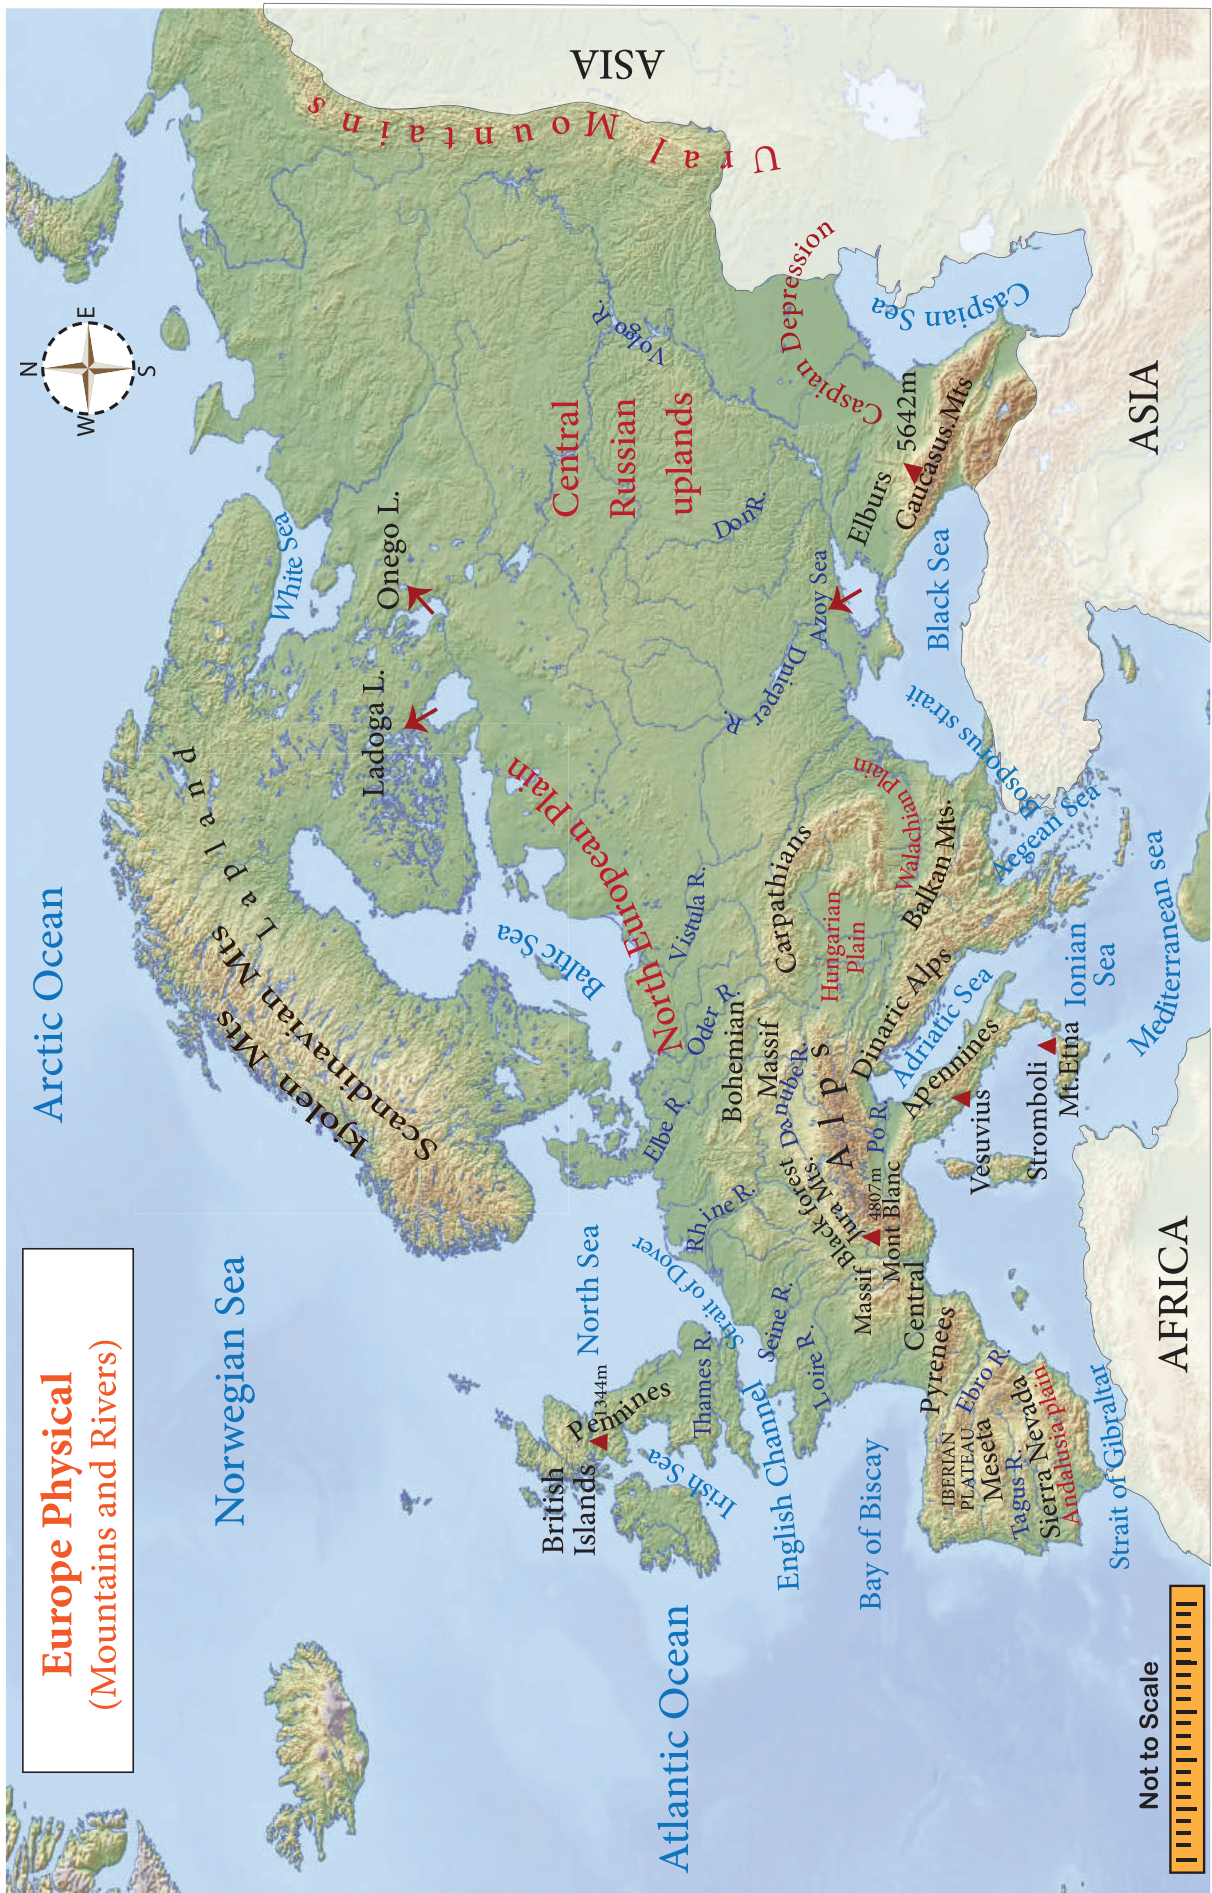 Europe Physical
(Mountains and Rivers)
Arctic Ocean
N
W
E
S
ASIA
Norwegian Sea
kjolen Mts
Scandinavian Mts
Lapland
White Sea
Onego L.
Ladoga L.
Ural Mountains
Baltic Sea
North European Plain
Central
Russian
uplands
Volgo R.
North Sea
1344m
Pennines
British
Islands
Irish Sea
Thames R.
Strait of Dover
Rhine R.
Elbe R.
Oder R.
Vistula R.
Don R.
Dnieper R.
Azoy Sea
Caspian Depression
Caspian Sea
Atlantic Ocean
English Channel
Seine R.
Loire R.
Black forest
Jura Mts.
Bohemian
Massif
Danube R.
Alps
Carpathians
Hungarian
Plain
Walachian Plain
Plain
Elburs
5642m
Caucasus.Mts
Black Sea
Bay of Biscay
Massif
Central
4807m
Mont Blanc
Po R.
Dinaric Alps
Balkan Mts.
Bosporus strait
Aegean Sea
Adriatic Sea
Apennines
Pyrenees
Ebro R.
IBERIAN
PLATEAU
Meseta
Tagus R.
Sierra Nevada
Andalusia Plain
Strait of Gibraltar
Vesuvius
Stromboli
Mt.Etna
Ionian
Sea
Mediterranean sea
AFRICA
ASIA
Not to Scale